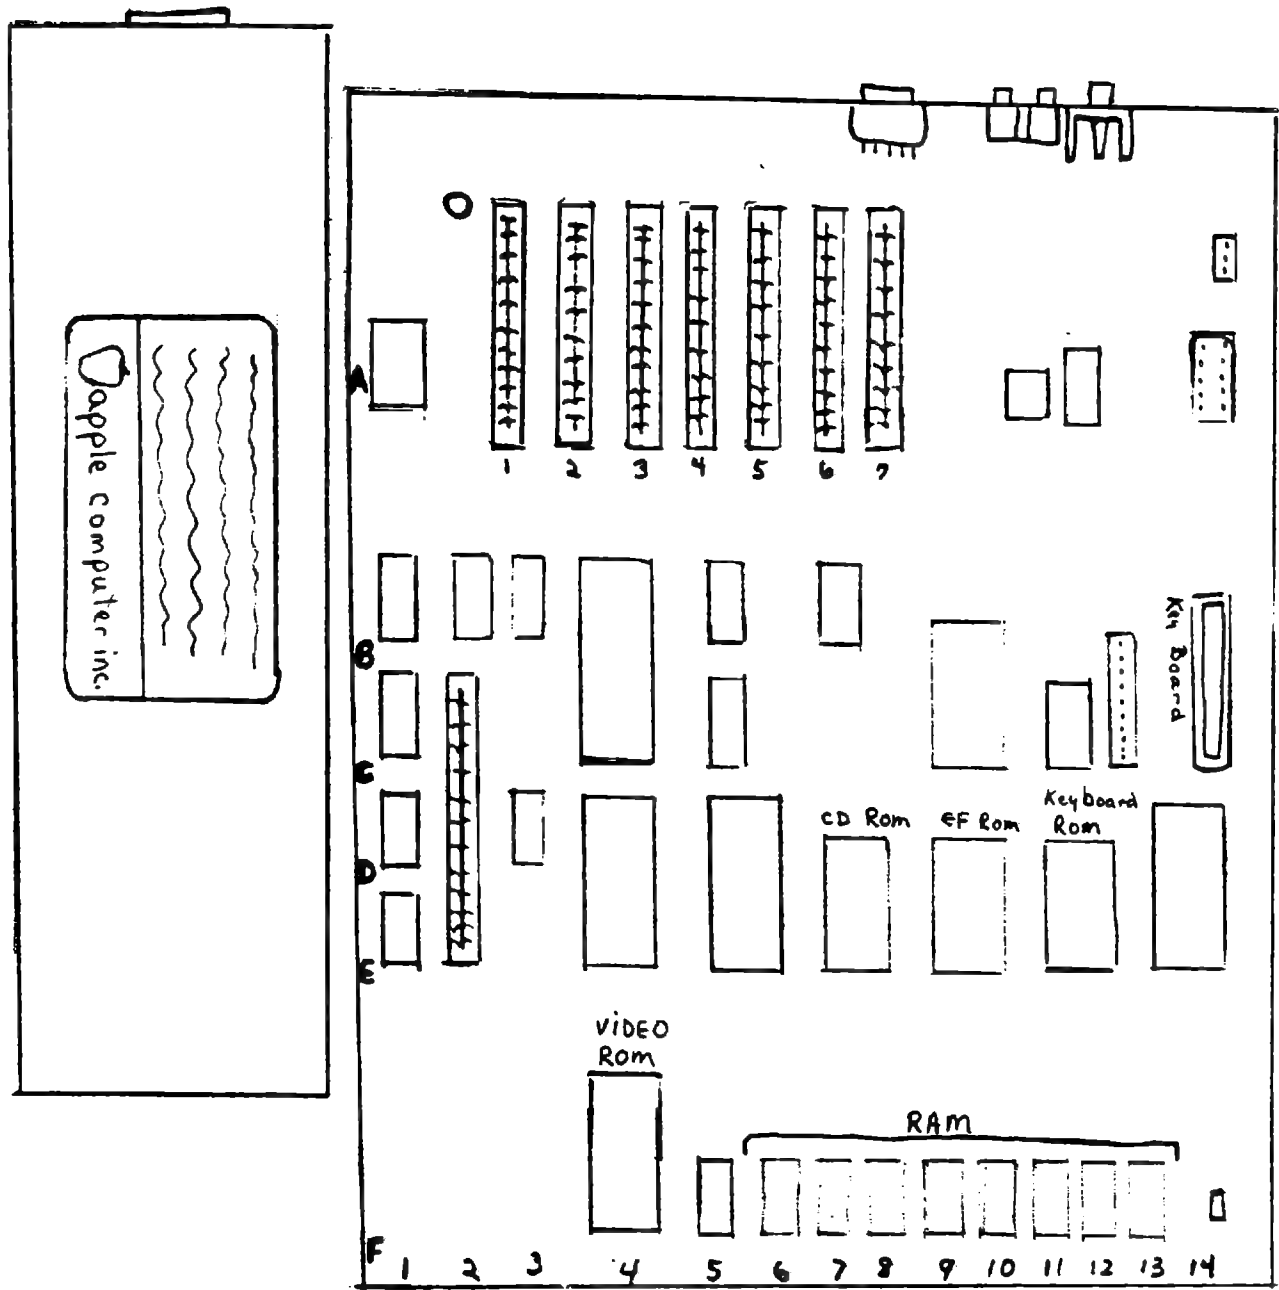 A
1 2 3 4 5 6 7
apple computer inc.
B
Key Board
C
CD Rom
EF Rom
Keyboard
Rom
D
E
VIDEO
Rom
RAM
F
1 2 3 4 5 6 7 8 9 10 11 12 13 14